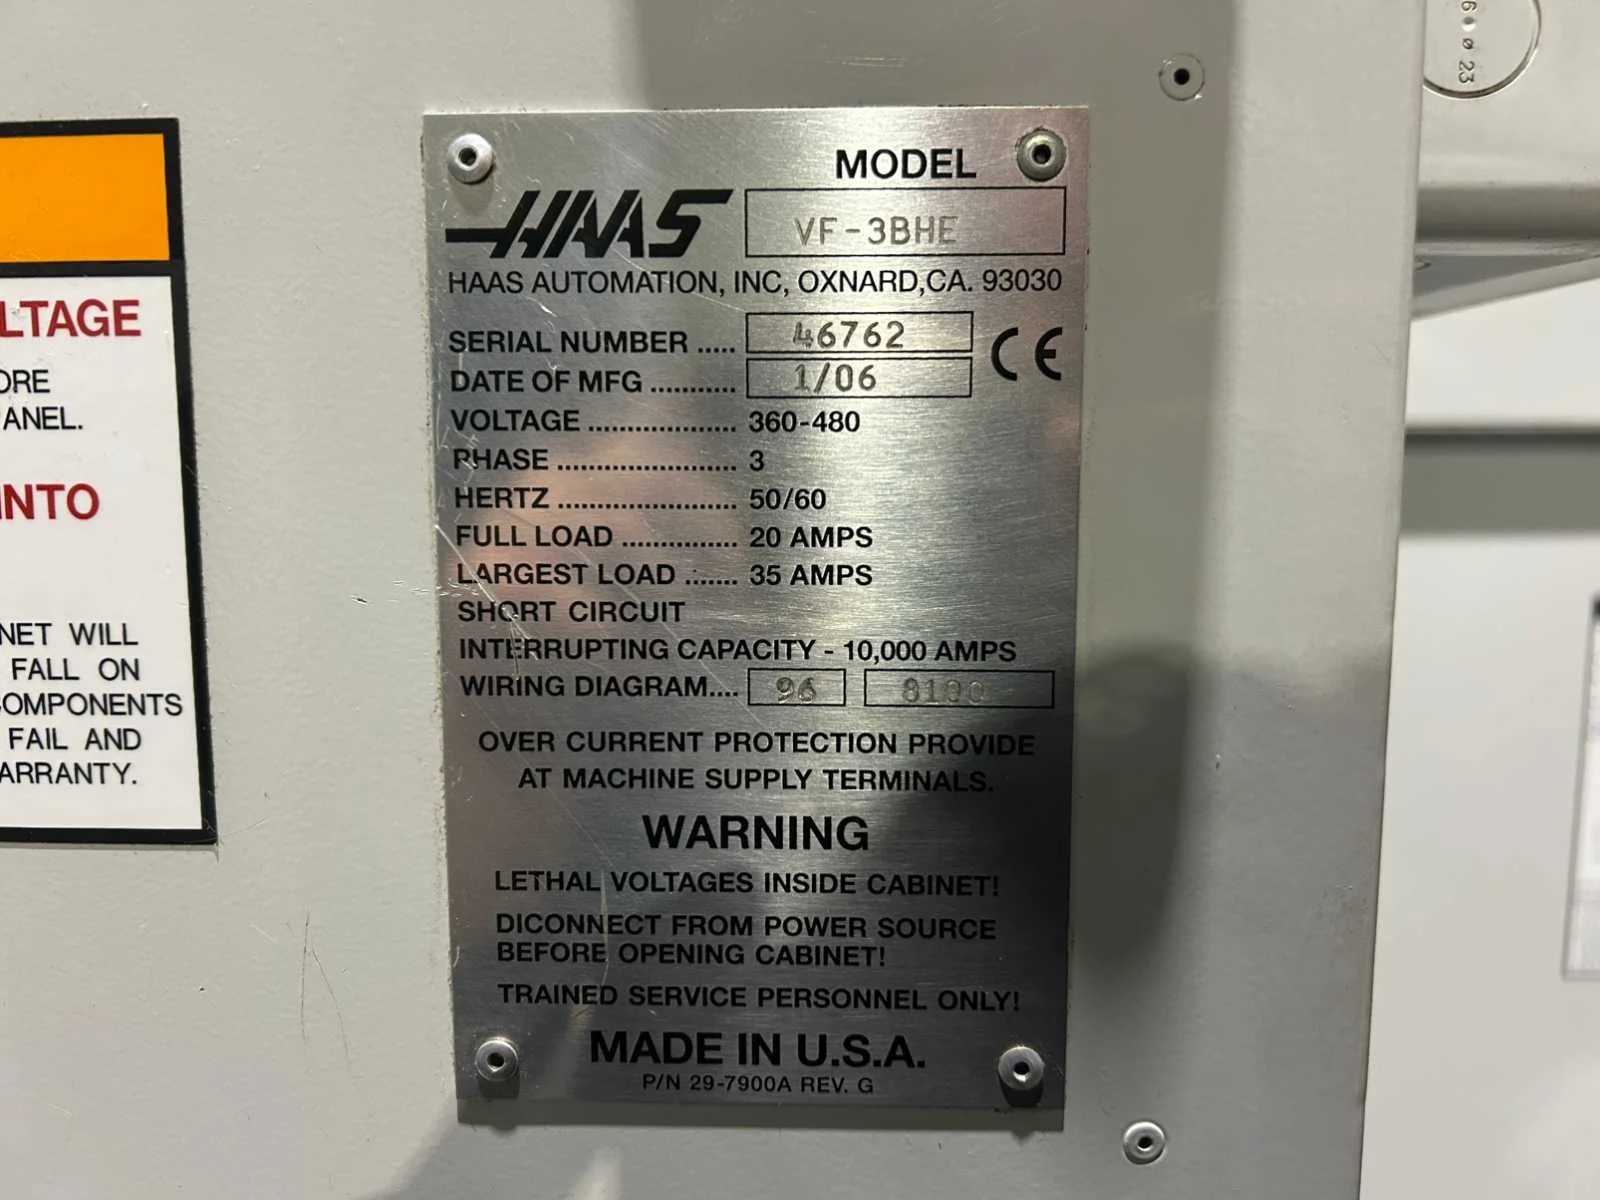 LTAGE
ORE
ANEL.
INTO
NET WILL
FALL ON
COMPONENTS
FAIL AND
ARRANTY.
MODEL
HAAS VF-3BHE
HAAS AUTOMATION, INC, OXNARD,CA. 93030
SERIAL NUMBER ..... 46762 CE
DATE OF MFG ........... 1/06
VOLTAGE ................... 360-480
PHASE ....................... 3
HERTZ ....................... 50/60
FULL LOAD ............... 20 AMPS
LARGEST LOAD ....... 35 AMPS
SHORT CIRCUIT
INTERRUPTING CAPACITY - 10,000 AMPS
WIRING DIAGRAM.... 96 8100
OVER CURRENT PROTECTION PROVIDE
AT MACHINE SUPPLY TERMINALS.
WARNING
LETHAL VOLTAGES INSIDE CABINET!
DICONNECT FROM POWER SOURCE
BEFORE OPENING CABINET!
TRAINED SERVICE PERSONNEL ONLY!
MADE IN U.S.A.
P/N 29-7900A REV. G
23